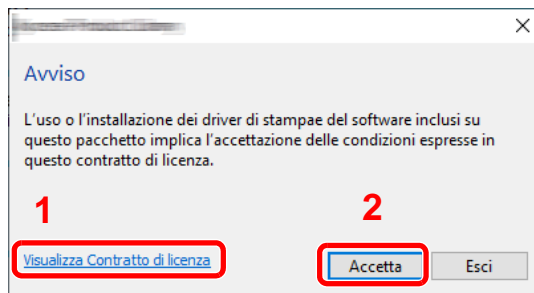 Avviso
L'uso o l'installazione dei driver di stampae del software inclusi su
questo pacchetto implica l'accettazione delle condizioni espresse in
questo contratto di licenza.
1
2
Visualizza Contratto di licenza
Accetta
Esci